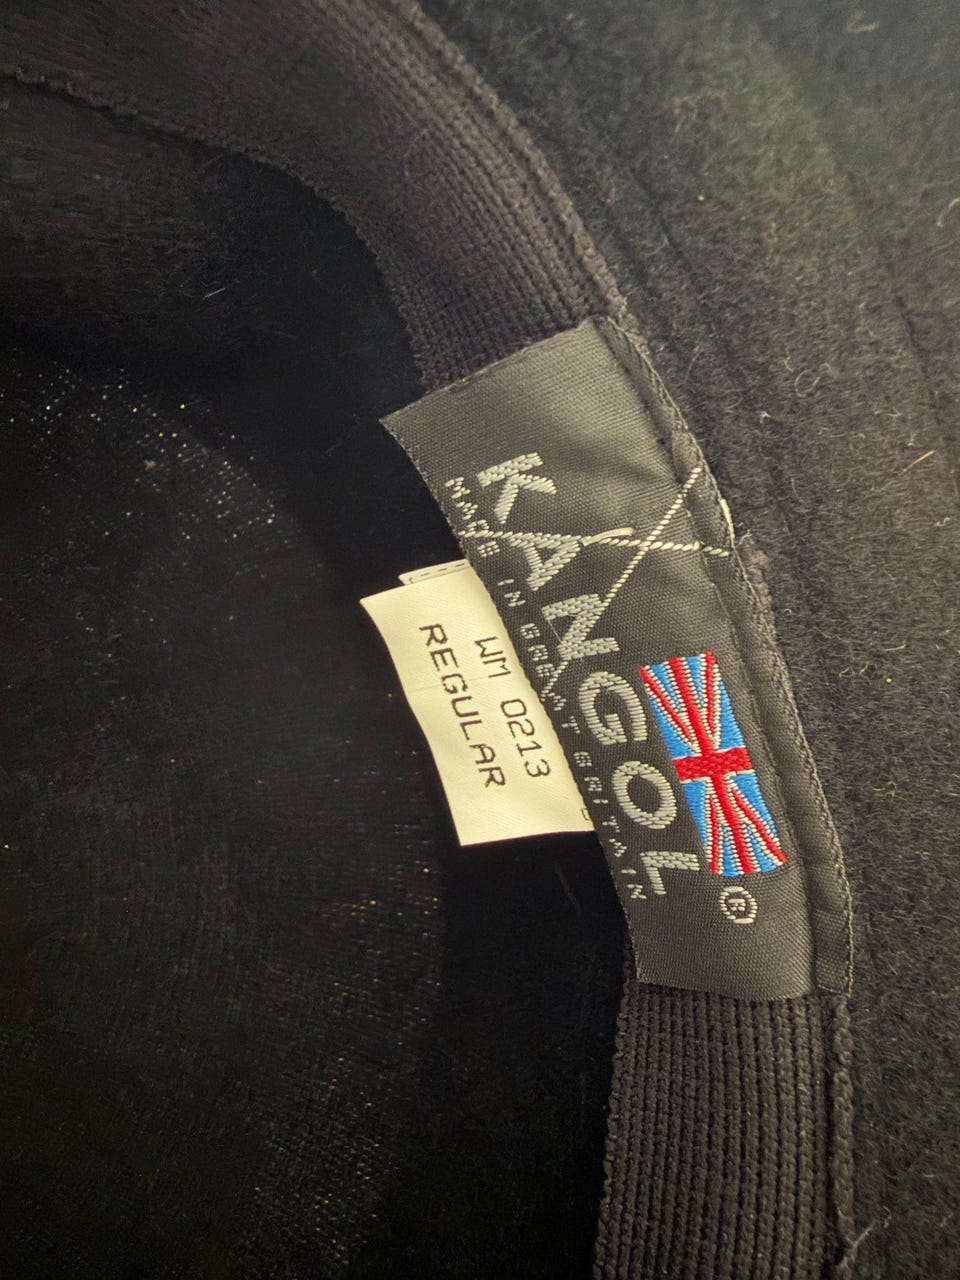 KANGOL
®
MADE IN GREAT BRITAIN
WM 0213
REGULAR